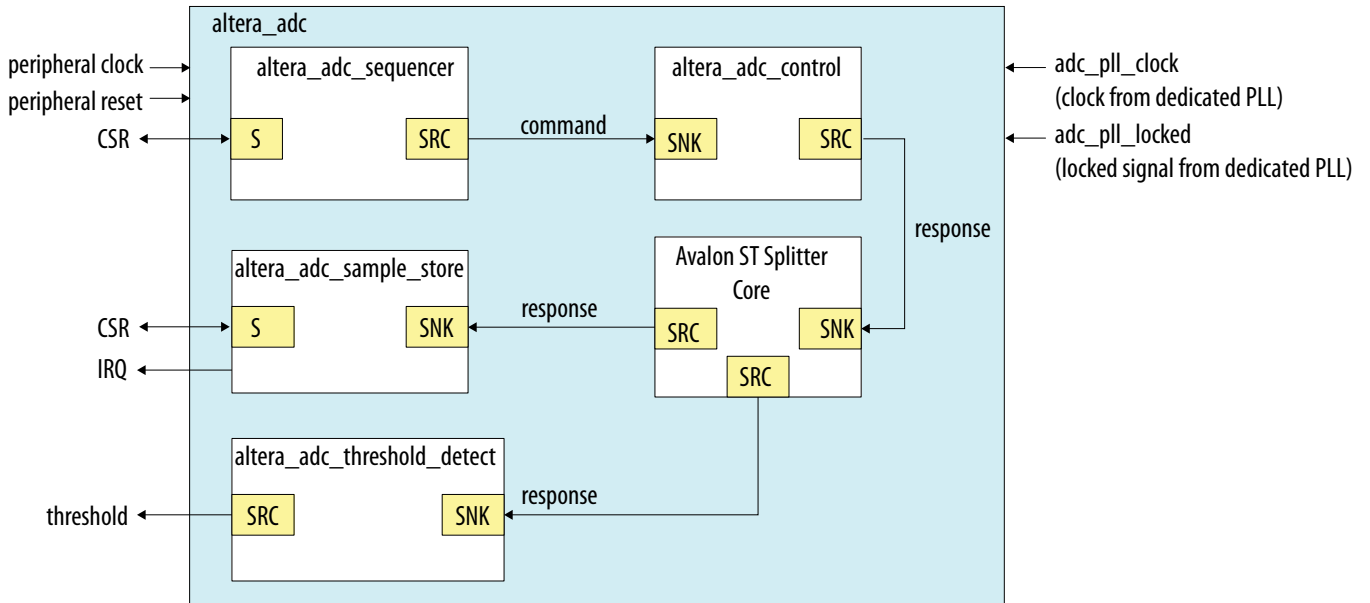 altera_adc
peripheral clock
altera_adc_sequencer
altera_adc_control
adc_pll_clock
(clock from dedicated PLL)
peripheral reset
CSR
S
SRC
command
SNK
SRC
adc_pll_locked
(locked signal from dedicated PLL)
response
altera_adc_sample_store
Avalon ST Splitter
Core
CSR
S
SNK
response
SRC
SNK
IRQ
SRC
altera_adc_threshold_detect
threshold
SRC
SNK
response